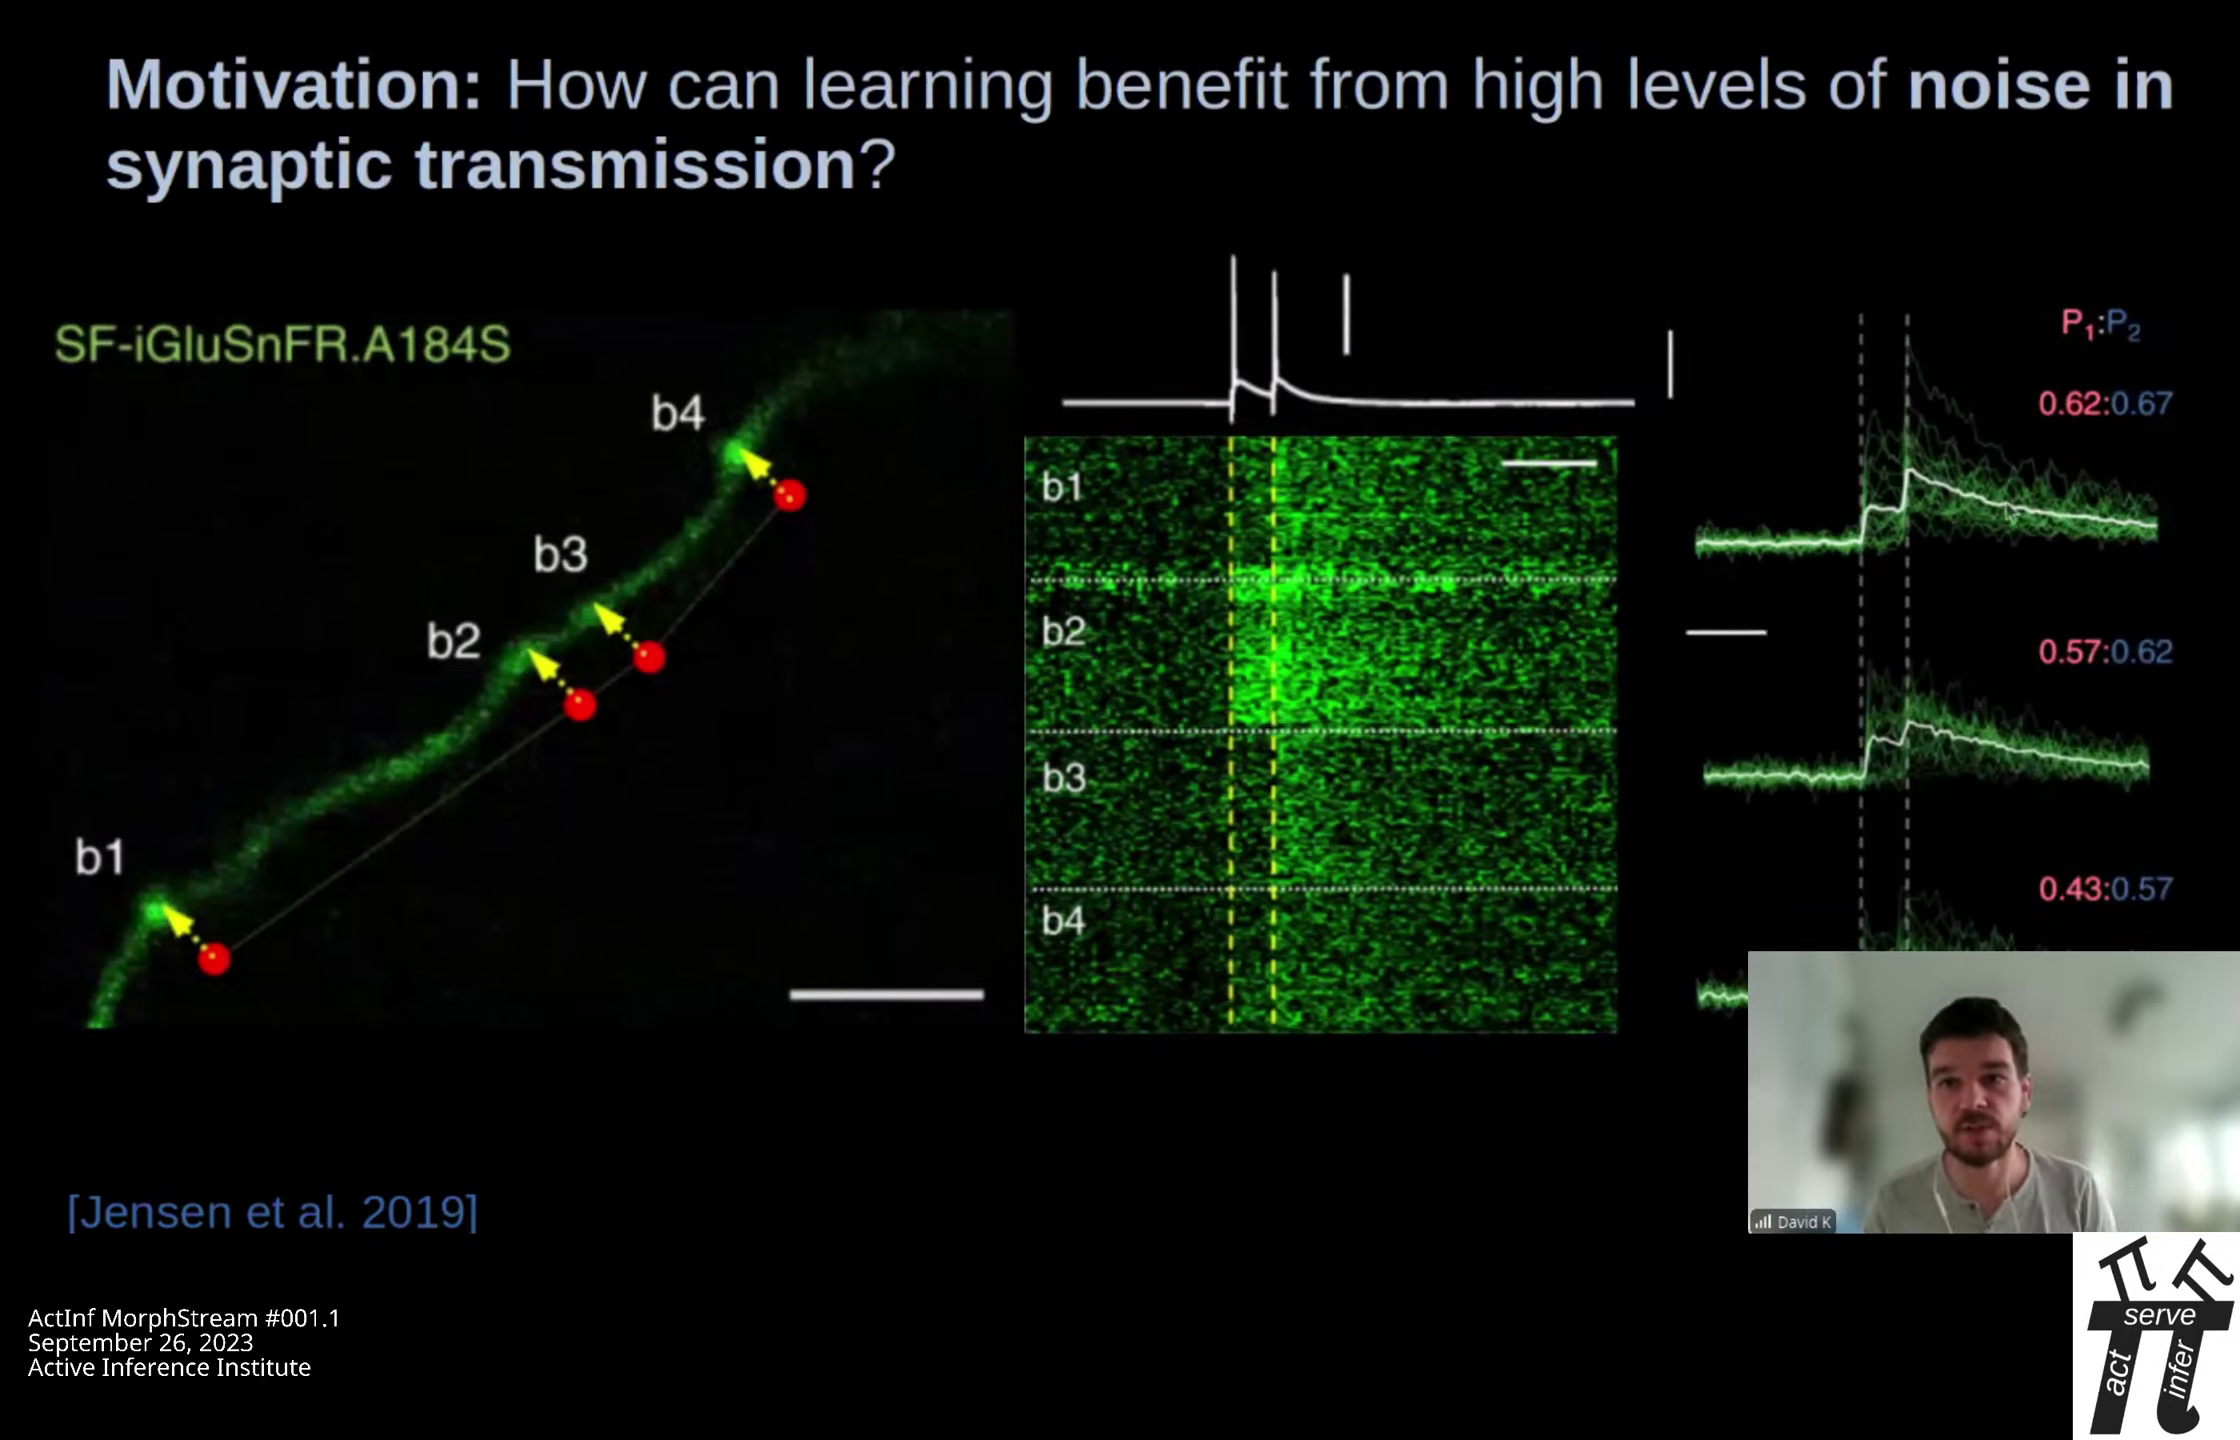 Motivation: How can learning benefit from high levels of noise in
synaptic transmission?
SF-iGluSnFR.A184S
b4
b3
b2
b1
b1
b2
b3
b4
P₁:P₂
0.62:0.67
0.57:0.62
0.43:0.57
David K
[Jensen et al. 2019]
ActInf MorphStream #001.1
September 26, 2023
Active Inference Institute
serve
act
infer